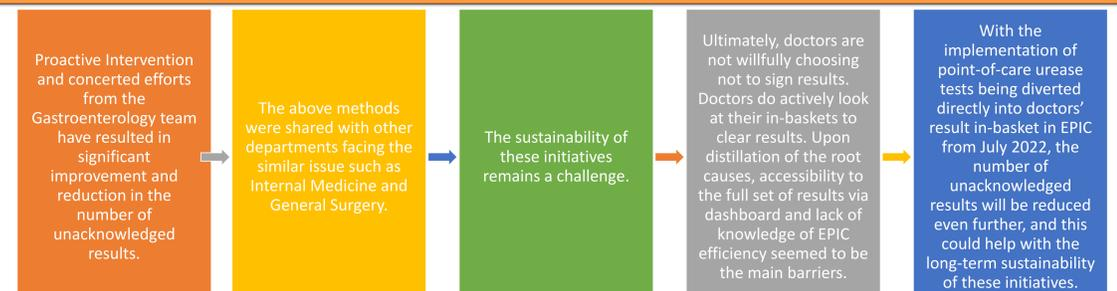 Proactive Intervention
and concerted efforts
from the
Gastroenterology team
have resulted in
significant
improvement and
reduction in the
number of
unacknowledged
results.
The above methods
were shared with other
departments facing the
similar issue such as
Internal Medicine and
General Surgery.
The sustainability of
these initiatives
remains a challenge.
Ultimately, doctors are
not willfully choosing
not to sign results.
Doctors do actively look
at their in-baskets to
clear results. Upon
distillation of the root
causes, accessibility to
the full set of results via
dashboard and lack of
knowledge of EPIC
efficiency seemed to be
the main barriers.
With the
implementation of
point-of-care urease
tests being diverted
directly into doctors’
result in-basket in EPIC
from July 2022, the
number of
unacknowledged
results will be reduced
even further, and this
could help with the
long-term sustainability
of these initiatives.